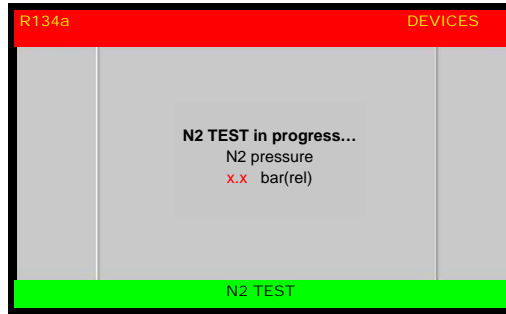 R134a DEVICES
N2 TEST in progress...
N2 pressure
x.x bar(rel)
N2 TEST